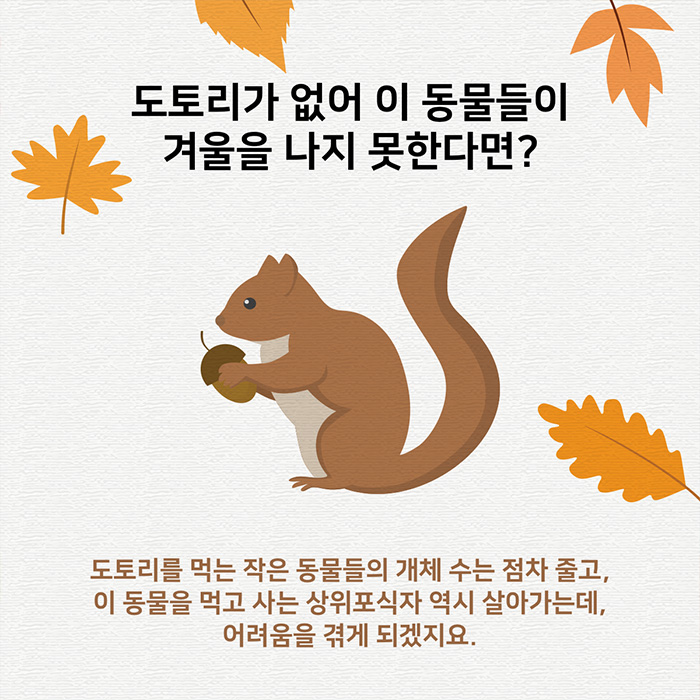 도토리가 없어 이 동물들이
겨울을 나지 못한다면?
도토리를 먹는 작은 동물들의 개체 수는 점차 줄고,
이 동물을 먹고 사는 상위포식자 역시 살아가는데,
어려움을 겪게 되겠지요.